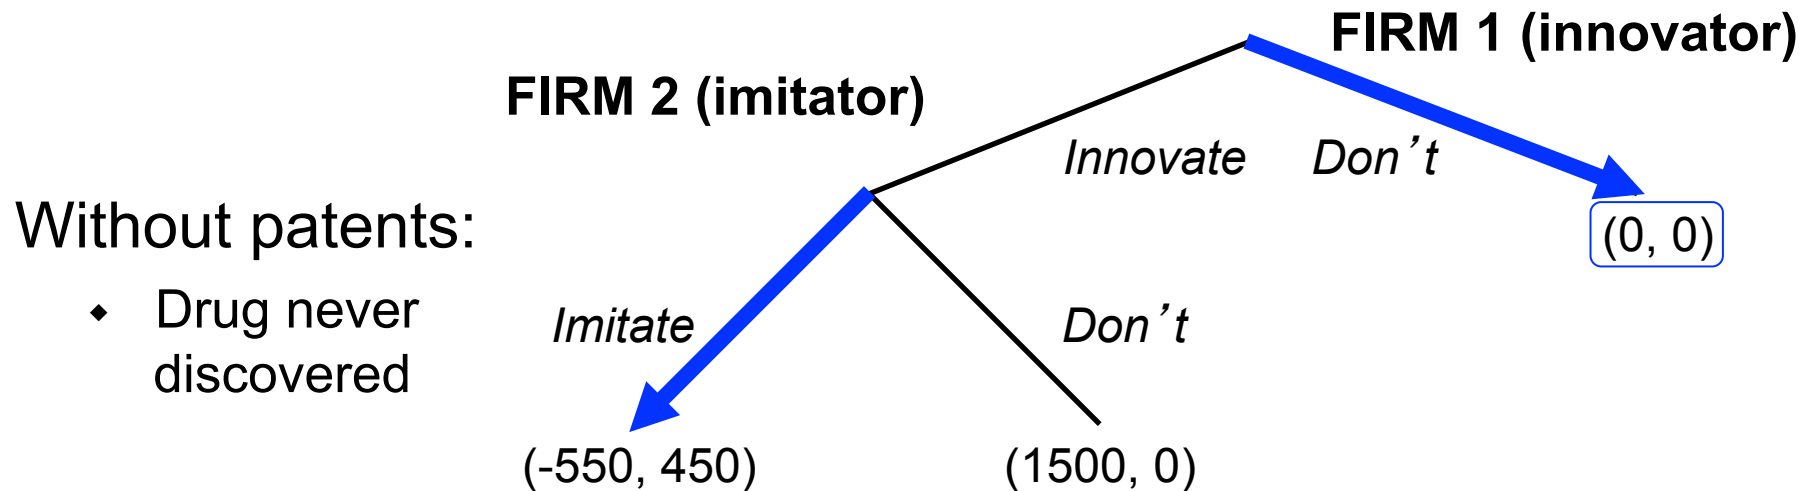 FIRM 1 (innovator)
FIRM 2 (imitator)
Innovate
Don't
Without patents:
(0, 0)
◆ Drug never
discovered
Imitate
Don't
(-550, 450)
(1500, 0)